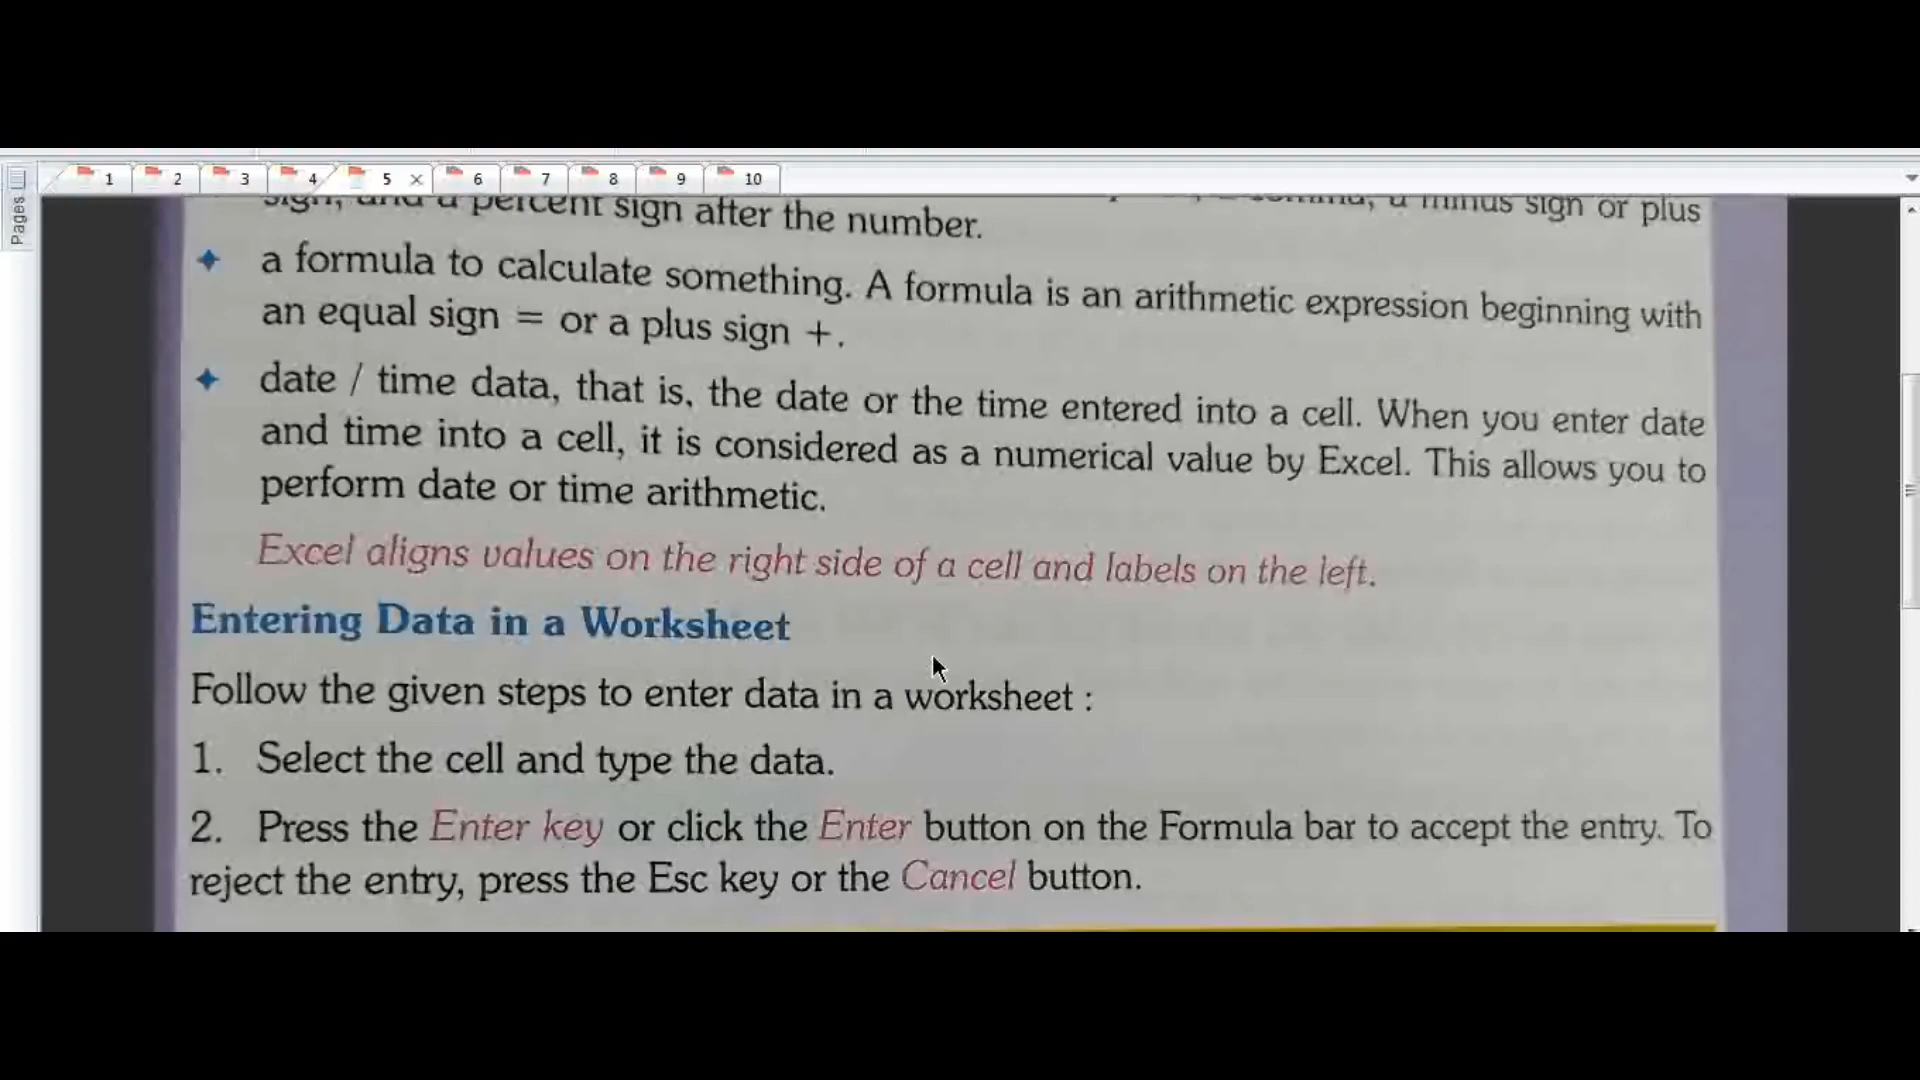 1 2 3 4 5 6 7 8 9 10
Pages
sign, and a percent sign after the number. minus sign or plus
a formula to calculate something. A formula is an arithmetic expression beginning with
an equal sign = or a plus sign +.
date / time data, that is, the date or the time entered into a cell. When you enter date
and time into a cell, it is considered as a numerical value by Excel. This allows you to
perform date or time arithmetic.
Excel aligns values on the right side of a cell and labels on the left.
Entering Data in a Worksheet
Follow the given steps to enter data in a worksheet :
1. Select the cell and type the data.
2. Press the Enter key or click the Enter button on the Formula bar to accept the entry. To
reject the entry, press the Esc key or the Cancel button.